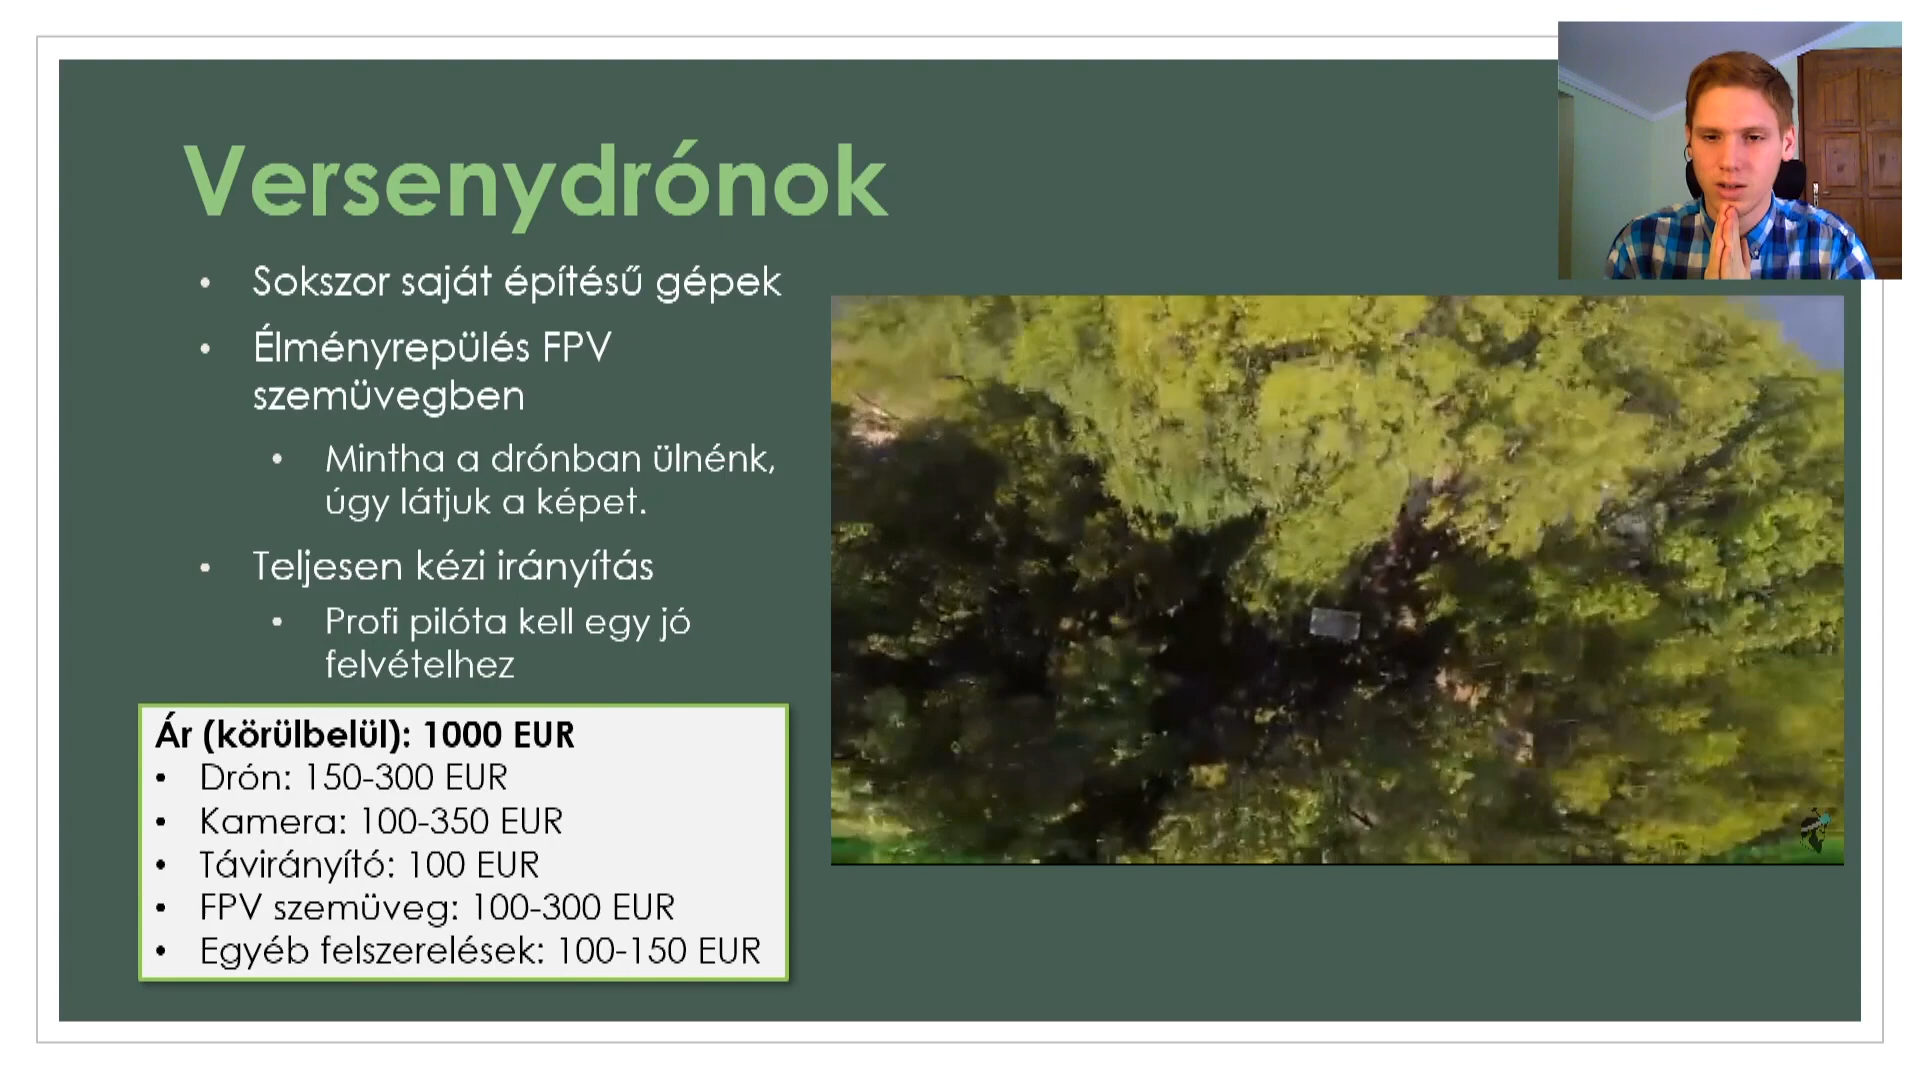 Versenydrónok
• Sokszor saját építésű gépek
• Élményrepülés FPV
szemüvegben
• Mintha a drónban ülnénk,
úgy látjuk a képet.
• Teljesen kézi irányítás
• Profi pilóta kell egy jó
felvételhez
Ár (körülbelül): 1000 EUR
• Drón: 150-300 EUR
• Kamera: 100-350 EUR
• Távirányító: 100 EUR
• FPV szemüveg: 100-300 EUR
• Egyéb felszerelések: 100-150 EUR